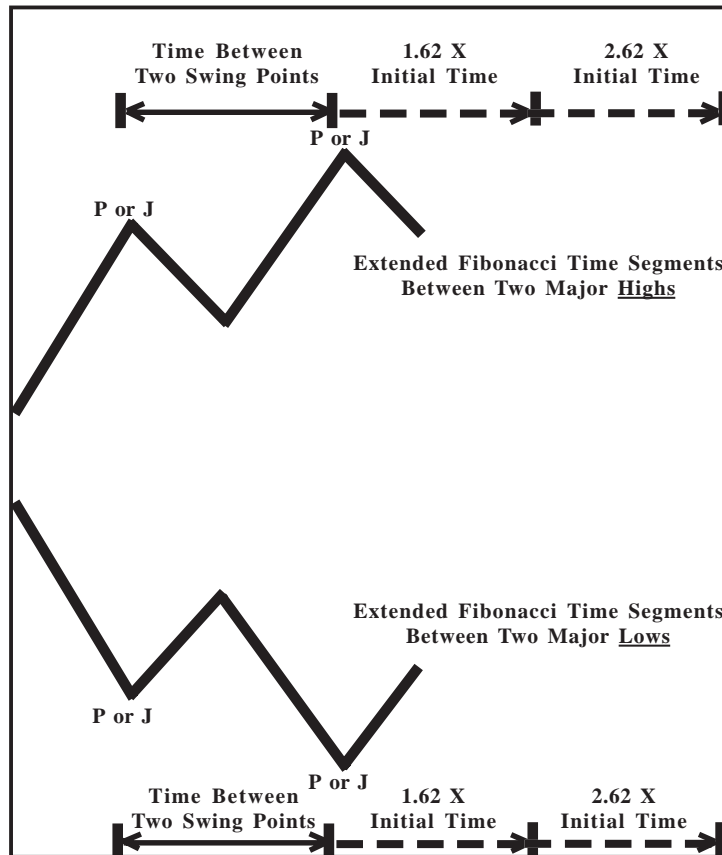 Time Between
Two Swing Points
1.62 X
Initial Time
2.62 X
Initial Time
P or J
P or J
Extended Fibonacci Time Segments
Between Two Major Highs
Extended Fibonacci Time Segments
Between Two Major Lows
P or J
P or J
Time Between
Two Swing Points
1.62 X
Initial Time
2.62 X
Initial Time